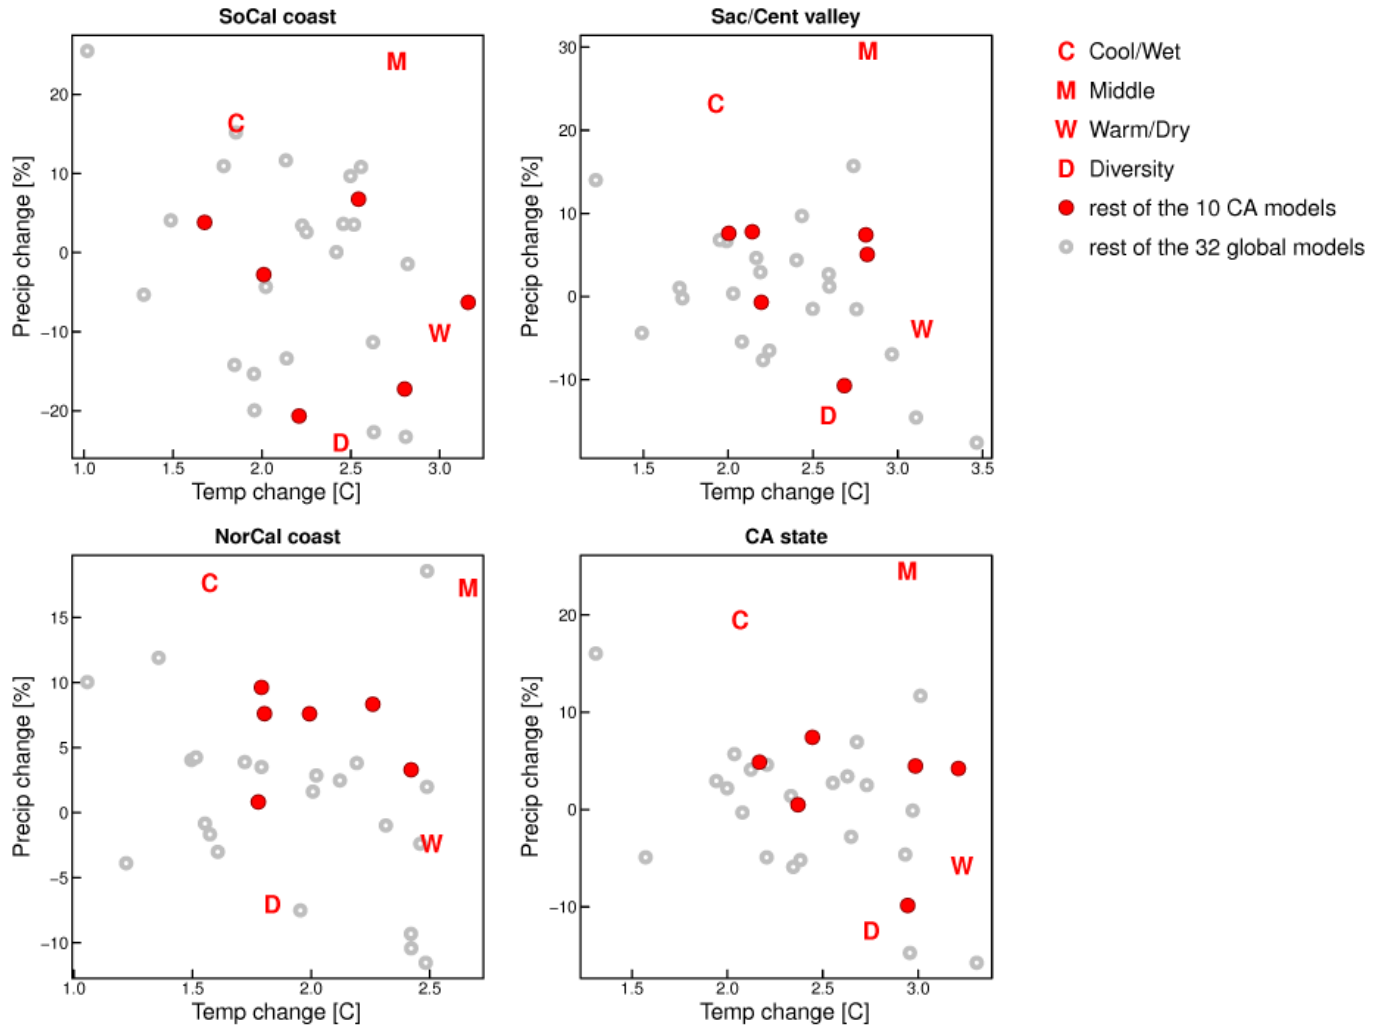 SoCal coast
20
10
0
−10
−20
Precip change [%]
M
C
W
D
1.0 1.5 2.0 2.5 3.0
Temp change [C]
Sac/Cent valley
30
20
10
0
−10
Precip change [%]
M
C
W
D
1.5 2.0 2.5 3.0 3.5
Temp change [C]
C Cool/Wet
M Middle
W Warm/Dry
D Diversity
rest of the 10 CA models
rest of the 32 global models
NorCal coast
15
10
5
0
−5
−10
Precip change [%]
C
M
W
D
1.0 1.5 2.0 2.5
Temp change [C]
CA state
20
10
0
−10
Precip change [%]
M
C
W
D
1.5 2.0 2.5 3.0
Temp change [C]